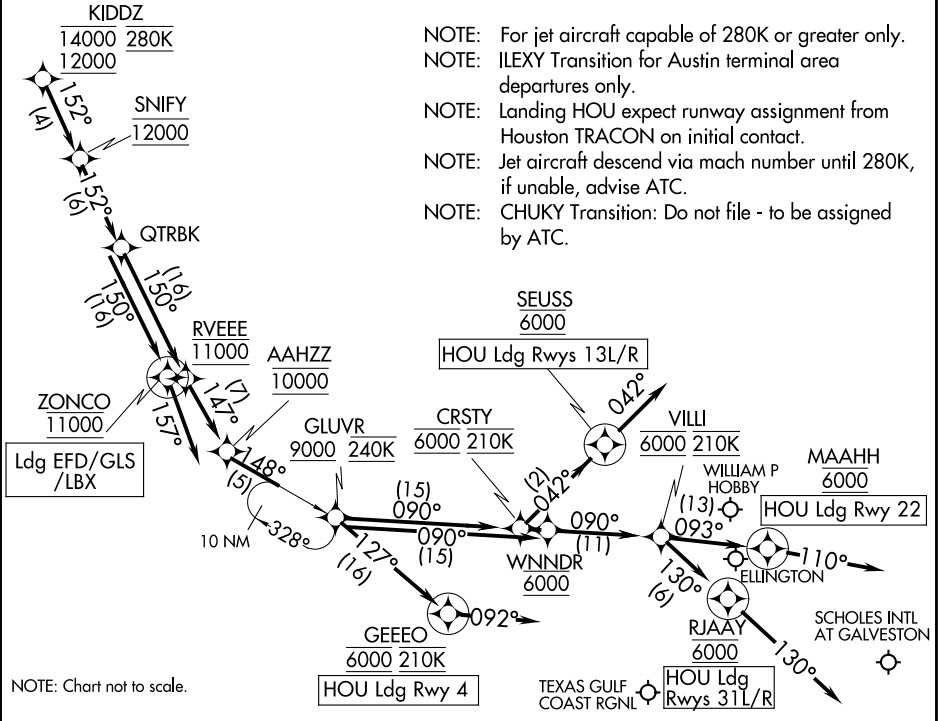 KIDDZ
14000 280K
12000
NOTE: For jet aircraft capable of 280K or greater only.
NOTE: ILEXY Transition for Austin terminal area
departures only.
NOTE: Landing HOU expect runway assignment from
Houston TRACON on initial contact.
NOTE: Jet aircraft descend via mach number until 280K,
if unable, advise ATC.
NOTE: CHUKY Transition: Do not file - to be assigned
by ATC.
152°
(4)
SNIFY
12000
152°
(6)
QTRBK
150°
(16)
(16)
150°
RVEEE
11000
ZONCO
11000
Ldg EFD/GLS
/LBX
157°
(7)
147°
AAHZZ
10000
148°
(5)
10 NM
328°
GLUVR
9000 240K
(15)
090°
090°
(15)
127°
(16)
GEEEO
6000 210K
HOU Ldg Rwy 4
092°
CRSTY
6000 210K
(2)
042°
SEUSS
6000
HOU Ldg Rwys 13L/R
042°
WNNDR
6000
090°
(11)
VILLI
6000 210K
WILLIAM P
HOBBY
(13)
093°
MAAHH
6000
HOU Ldg Rwy 22
110°
ELLINGTON
130°
(6)
RJAAY
6000
HOU Ldg
Rwys 31L/R
130°
SCHOLES INTL
AT GALVESTON
TEXAS GULF
COAST RGNL
NOTE: Chart not to scale.